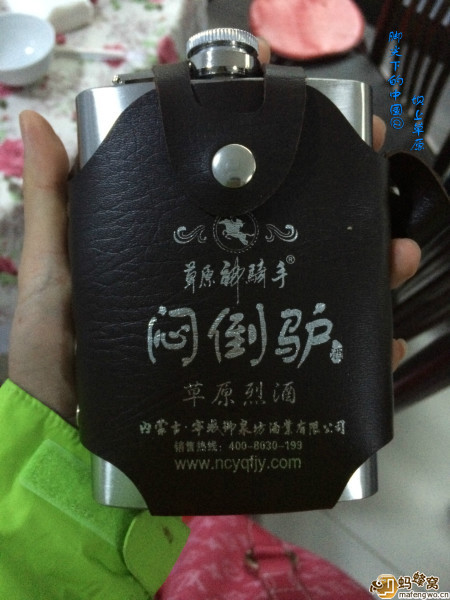 脚尖下的中国@
草原
草原神骑手®
闷倒驴
草原烈酒
内蒙古·宁城御泉坊酒业有限公司
销售热线：400-8630-199
www.ncyqfjy.com
蚂蜂窝
mafengwo.cn